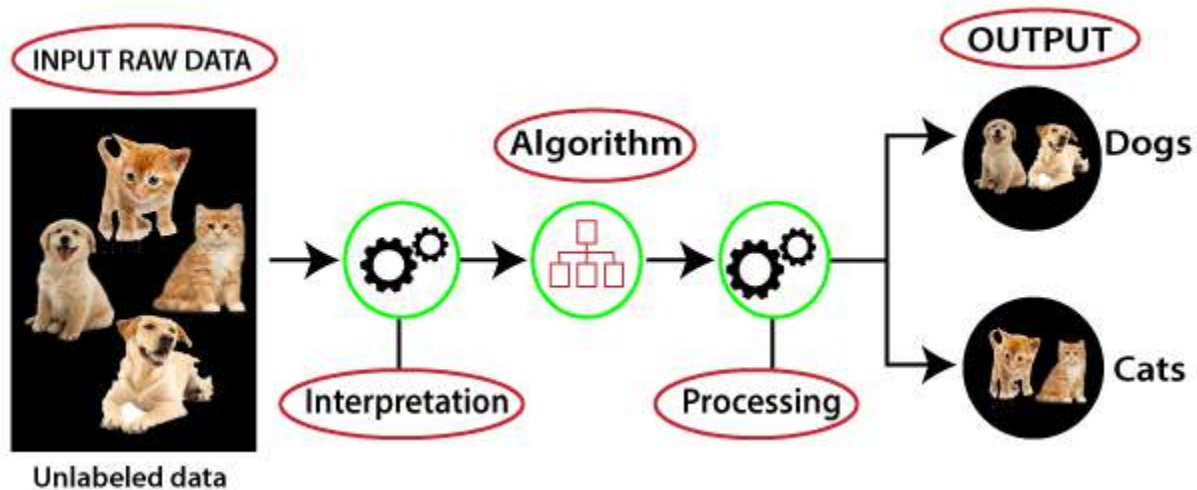 INPUT RAW DATA
Unlabeled data
Interpretation
Algorithm
Processing
OUTPUT
Dogs
Cats